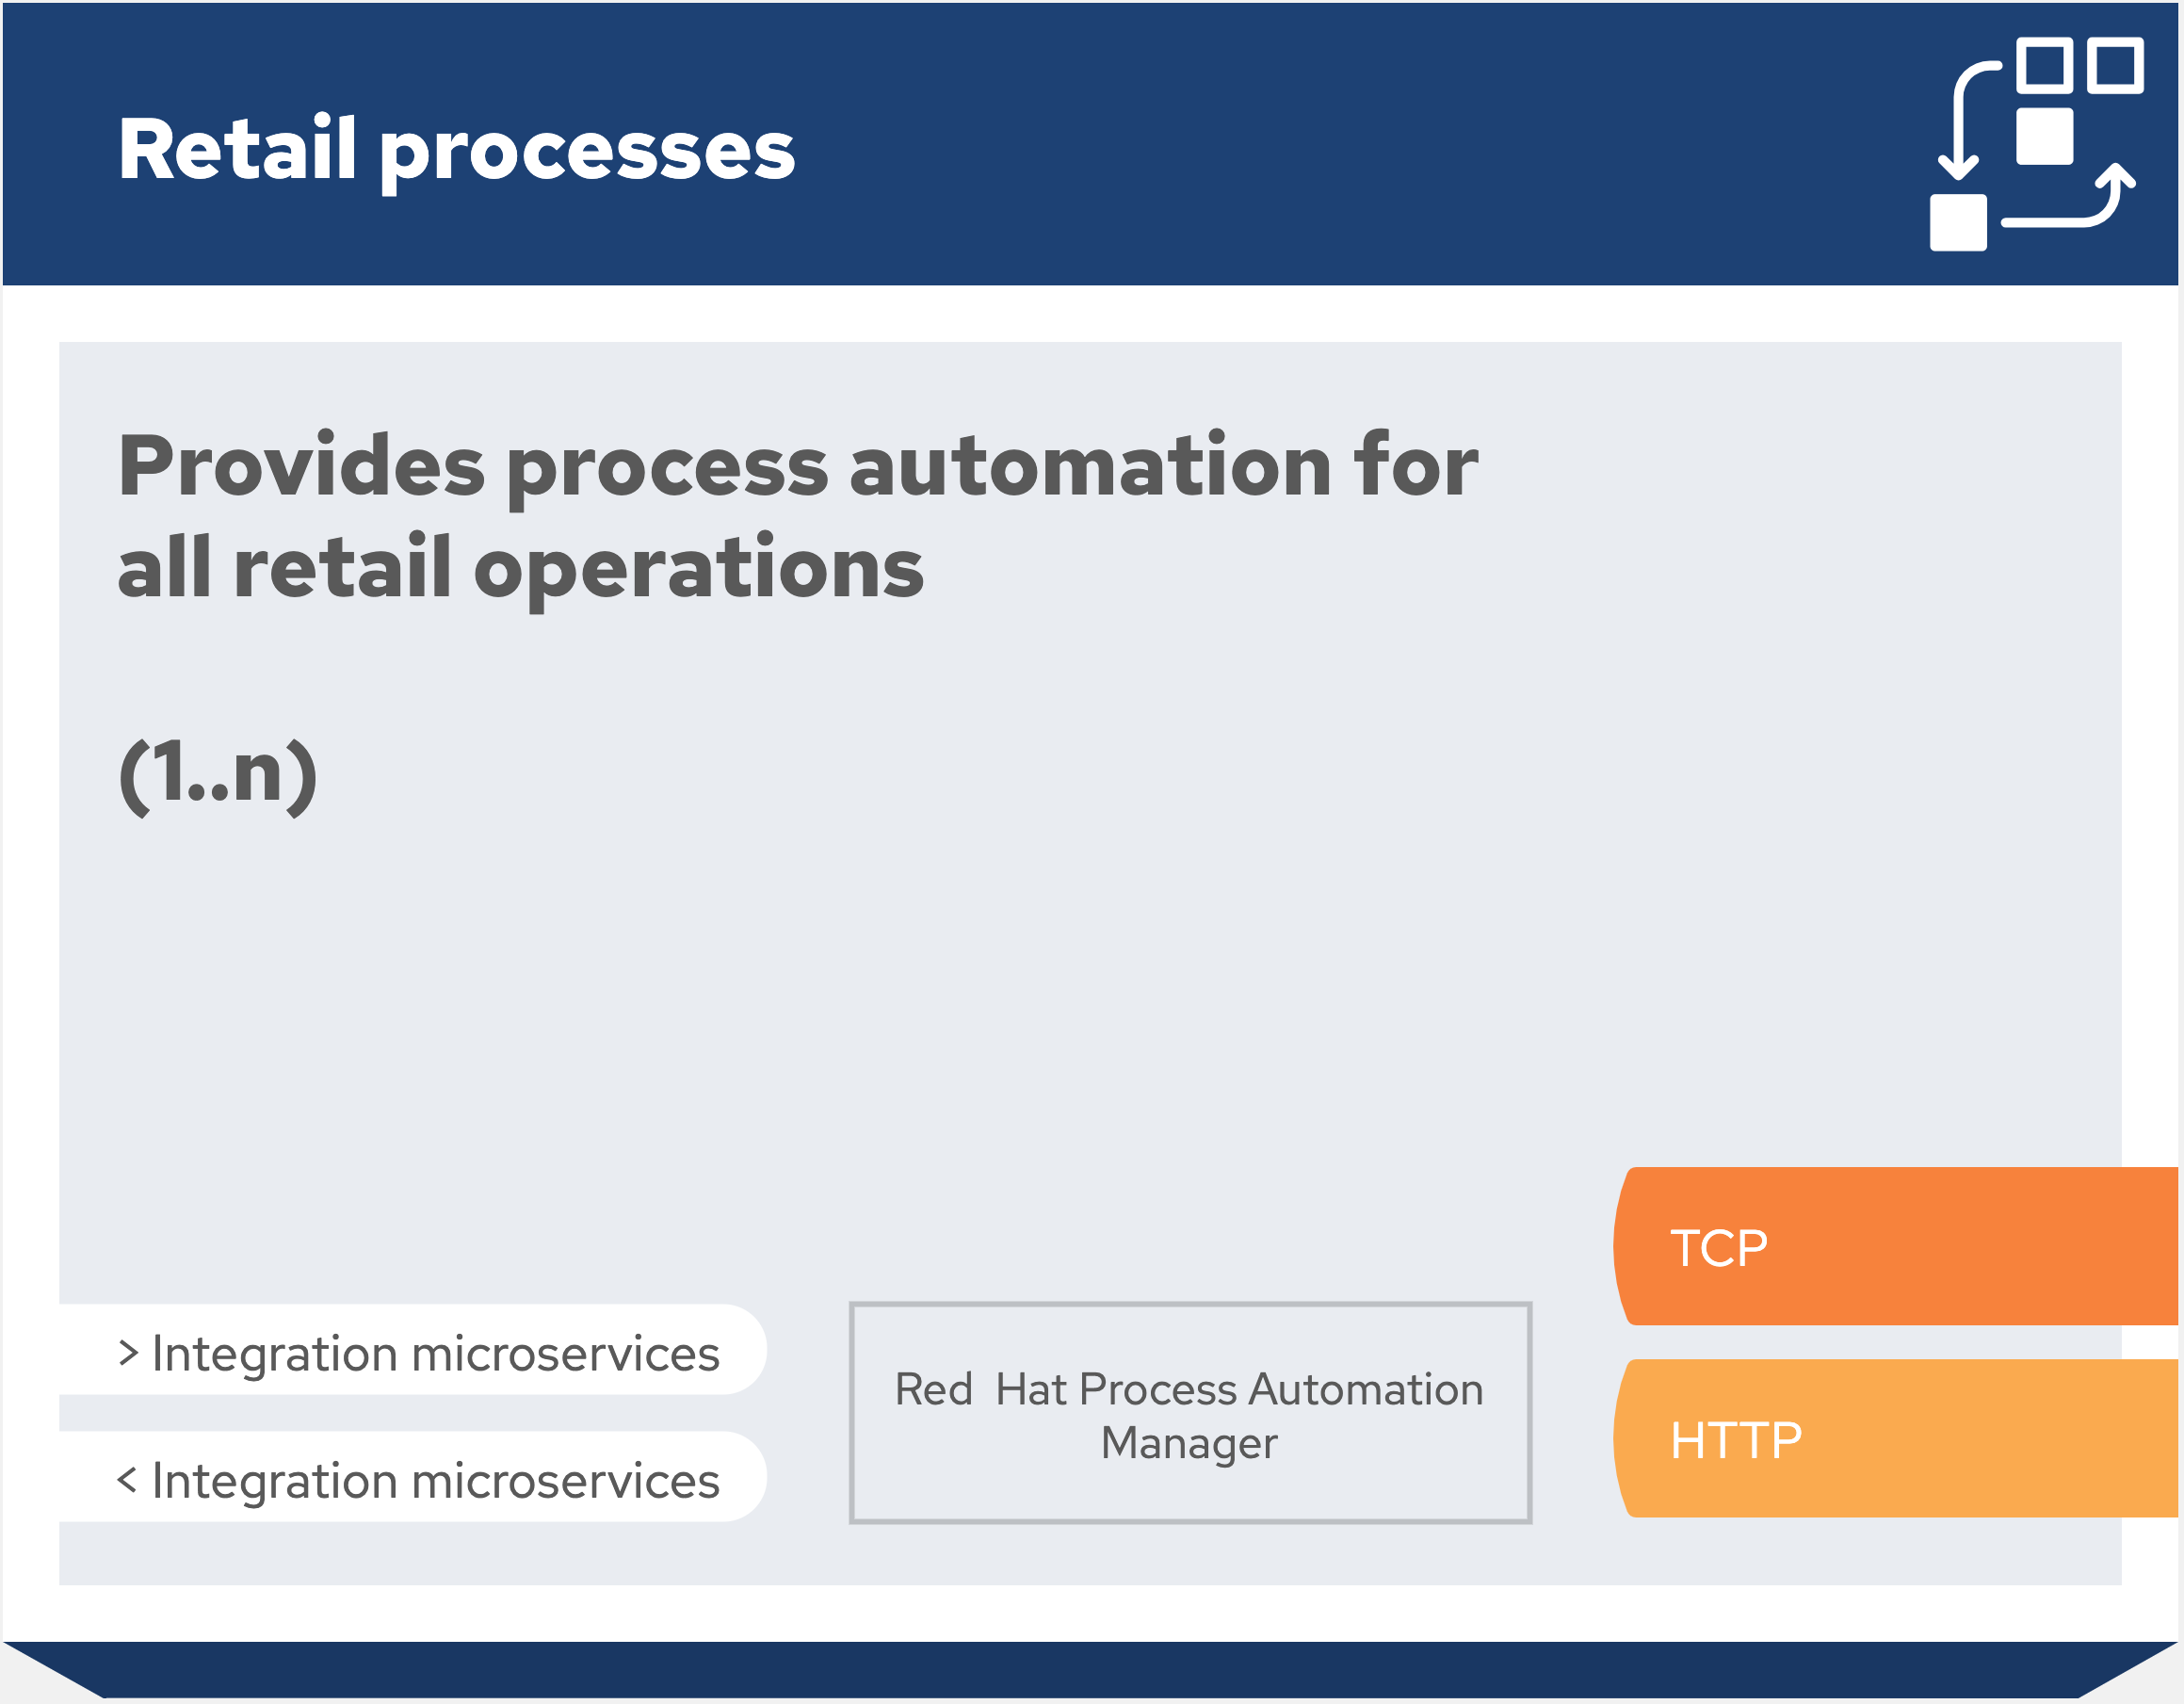 Retail processes
Provides process automation for
all retail operations
(1..n)
TCP
> Integration microservices
Red Hat Process Automation
Manager
HTTP
< Integration microservices